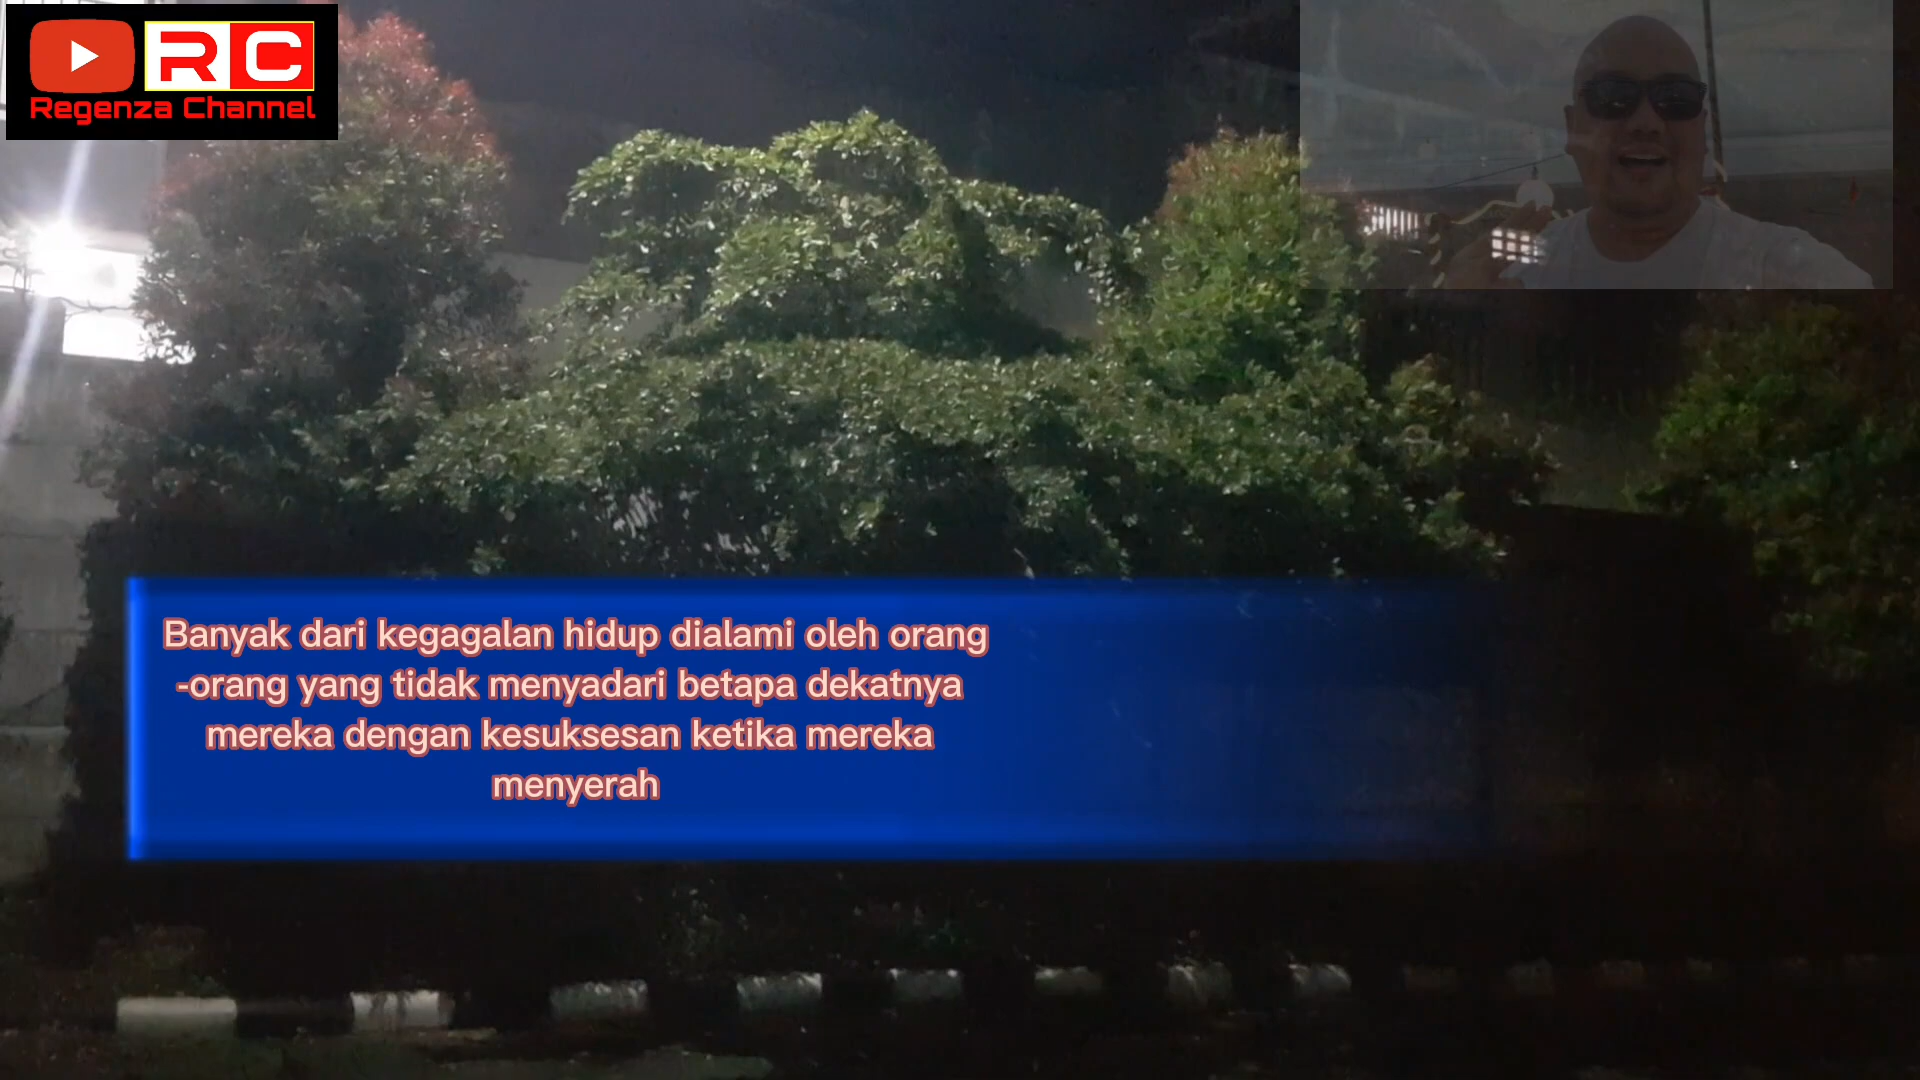 RC
Regenza Channel
Banyak dari kegagalan hidup dialami oleh orang
-orang yang tidak menyadari betapa dekatnya
mereka dengan kesuksesan ketika mereka
menyerah